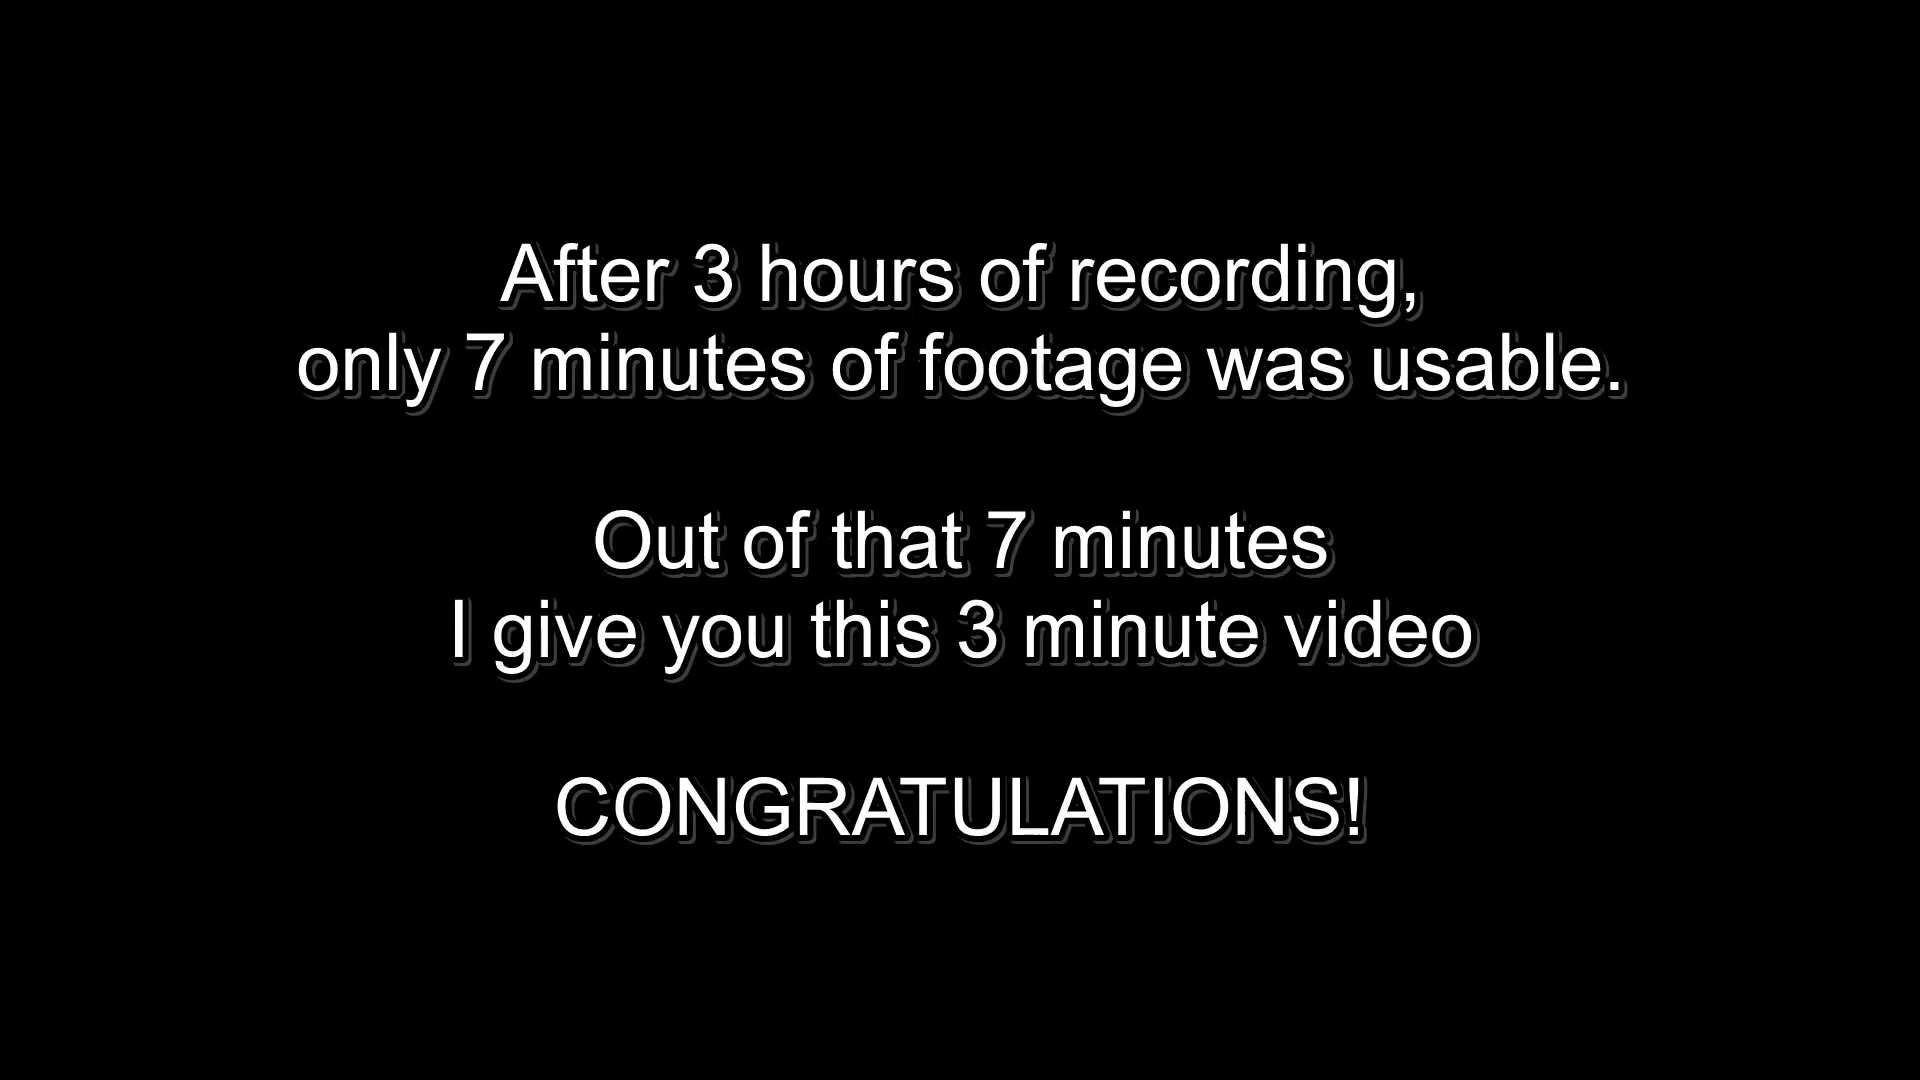 After 3 hours of recording,
only 7 minutes of footage was usable.
Out of that 7 minutes
I give you this 3 minute video
CONGRATULATIONS!